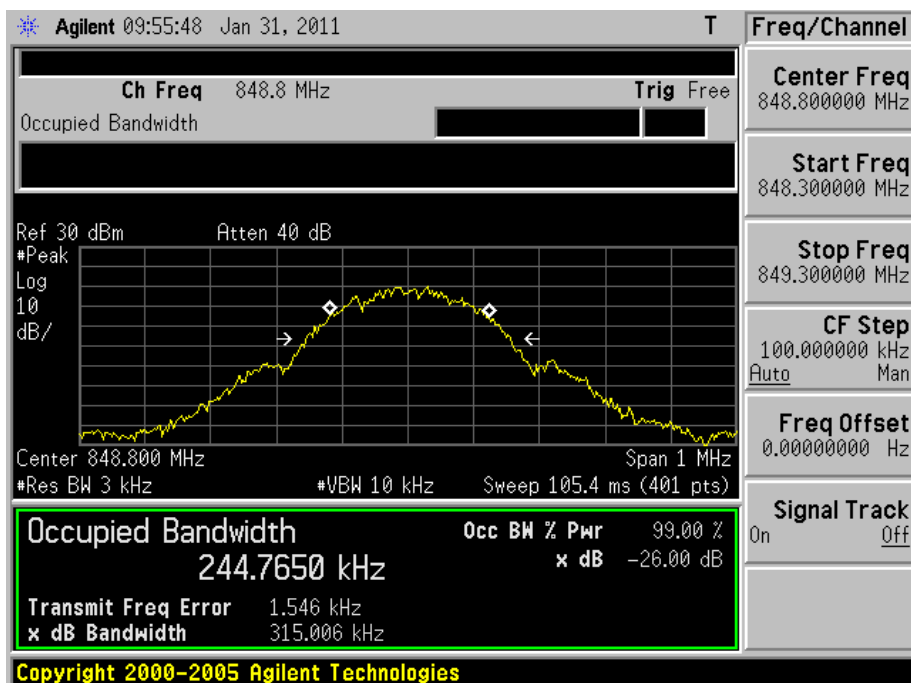 Agilent 09:55:48 Jan 31, 2011 T
Freq/Channel
Ch Freq 848.8 MHz Trig Free
Occupied Bandwidth
Center Freq
848.800000 MHz
Start Freq
848.300000 MHz
Stop Freq
849.300000 MHz
CF Step
100.000000 kHz
Auto Man
Freq Offset
0.00000000 Hz
Signal Track
On Off
Ref 30 dBm Atten 40 dB
#Peak
Log
10
dB/
Center 848.800 MHz Span 1 MHz
#Res BW 3 kHz #VBW 10 kHz Sweep 105.4 ms (401 pts)
Occupied Bandwidth
244.7650 kHz
Occ BW % Pwr 99.00 %
x dB -26.00 dB
Transmit Freq Error 1.546 kHz
x dB Bandwidth 315.006 kHz
Copyright 2000-2005 Agilent Technologies